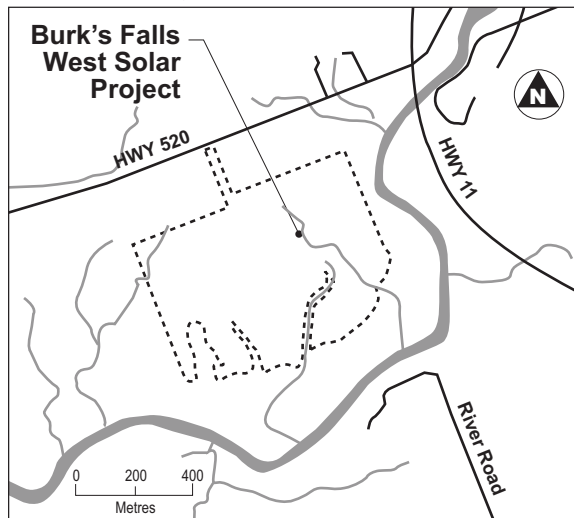 Burk's Falls
West Solar
Project
N
HWY 520
HWY 11
River Road
0 200 400
Metres